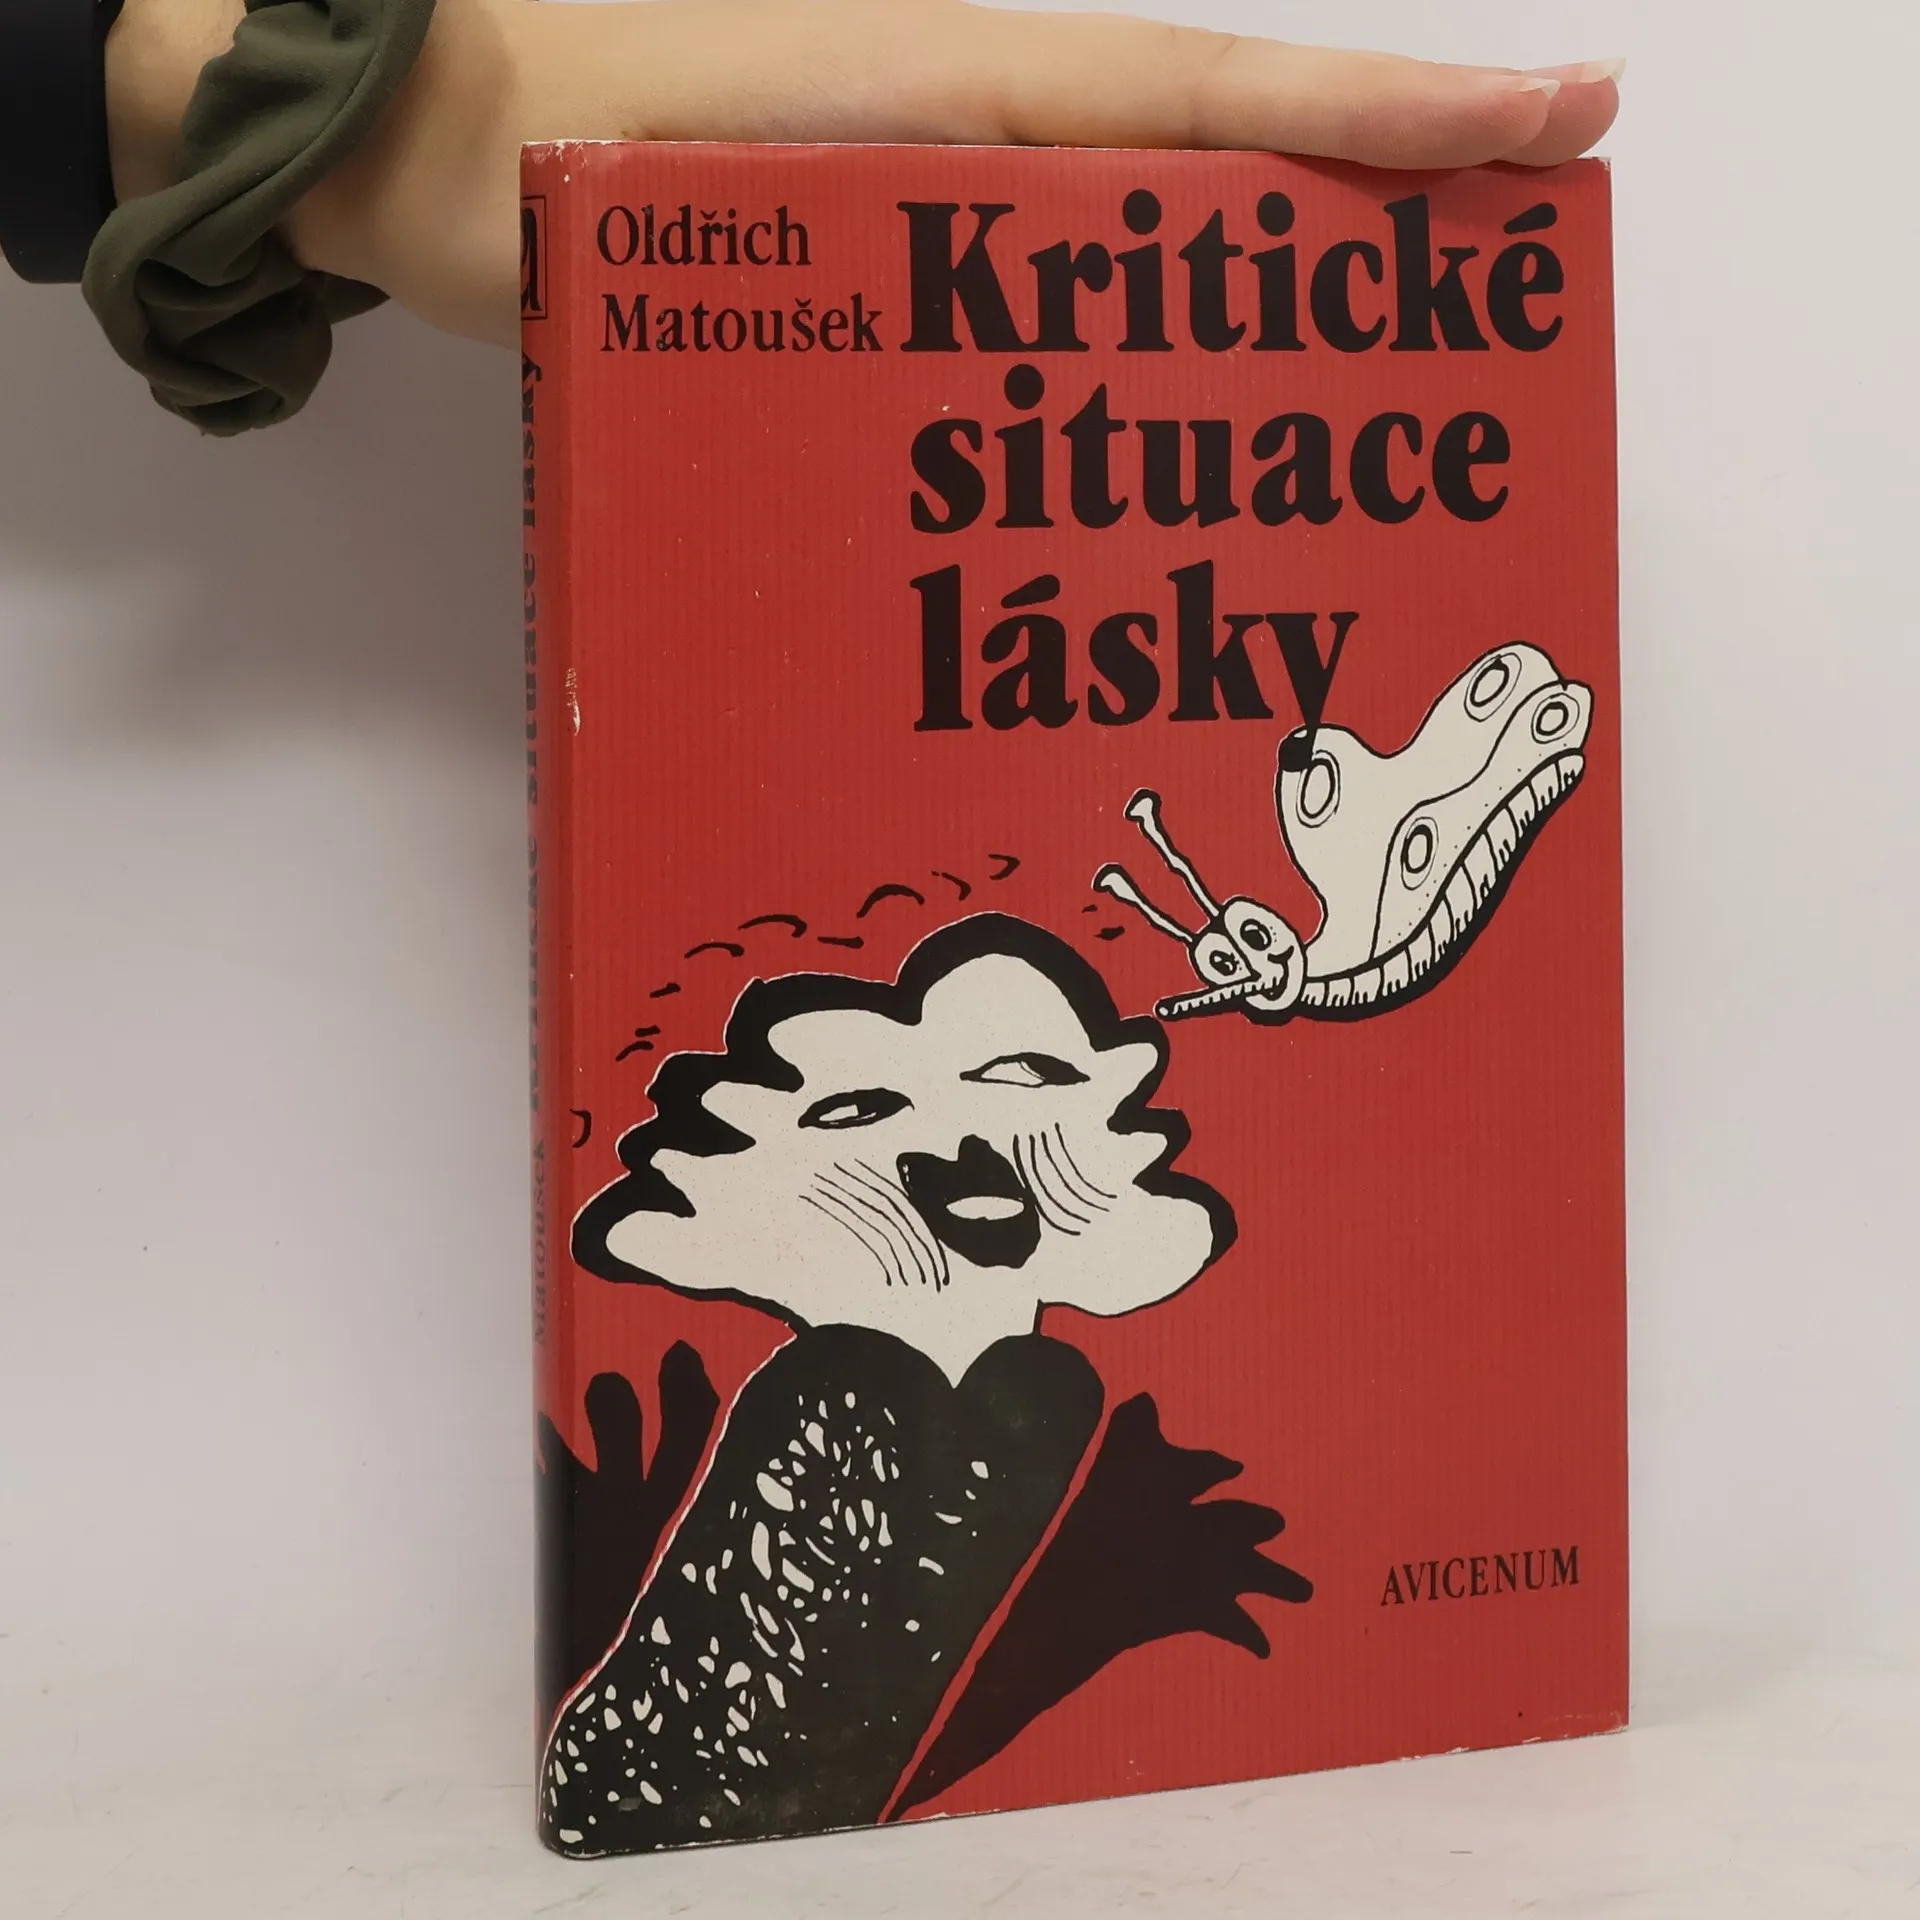 Oldřich
Matoušek
Kritické
situace
lásky
AVICENUM
Matoušek Kritické situace lásky